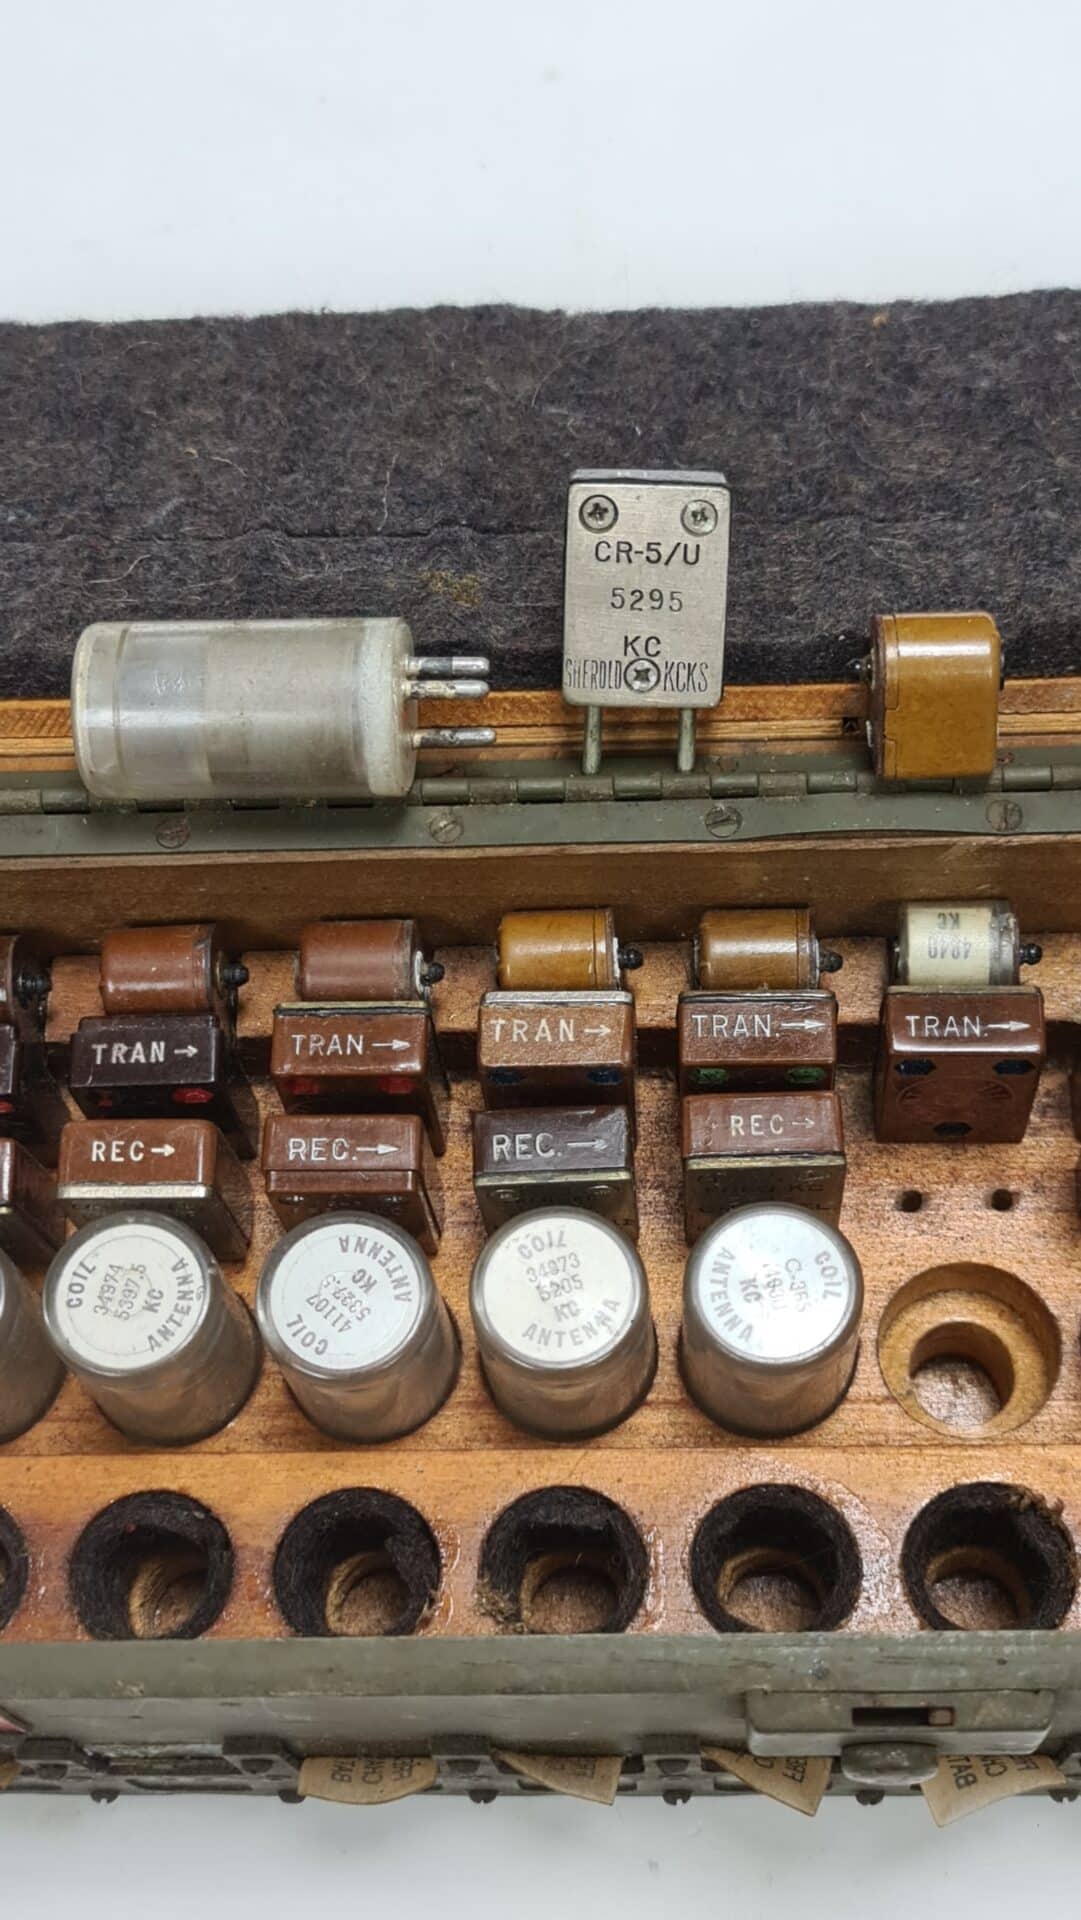 CR-5/U
5295
KC
SHEROLD KCKS
4840
KC
TRAN →
TRAN. →
TRAN →
TRAN. →
TRAN. →
REC →
REC. →
REC. →
REC →
COIL
34974
5397.5
KC
ANTENNA
COIL
41107
5327.5
KC
ANTENNA
COIL
34973
5205
KC
ANTENNA
COIL
KC
ANTENNA